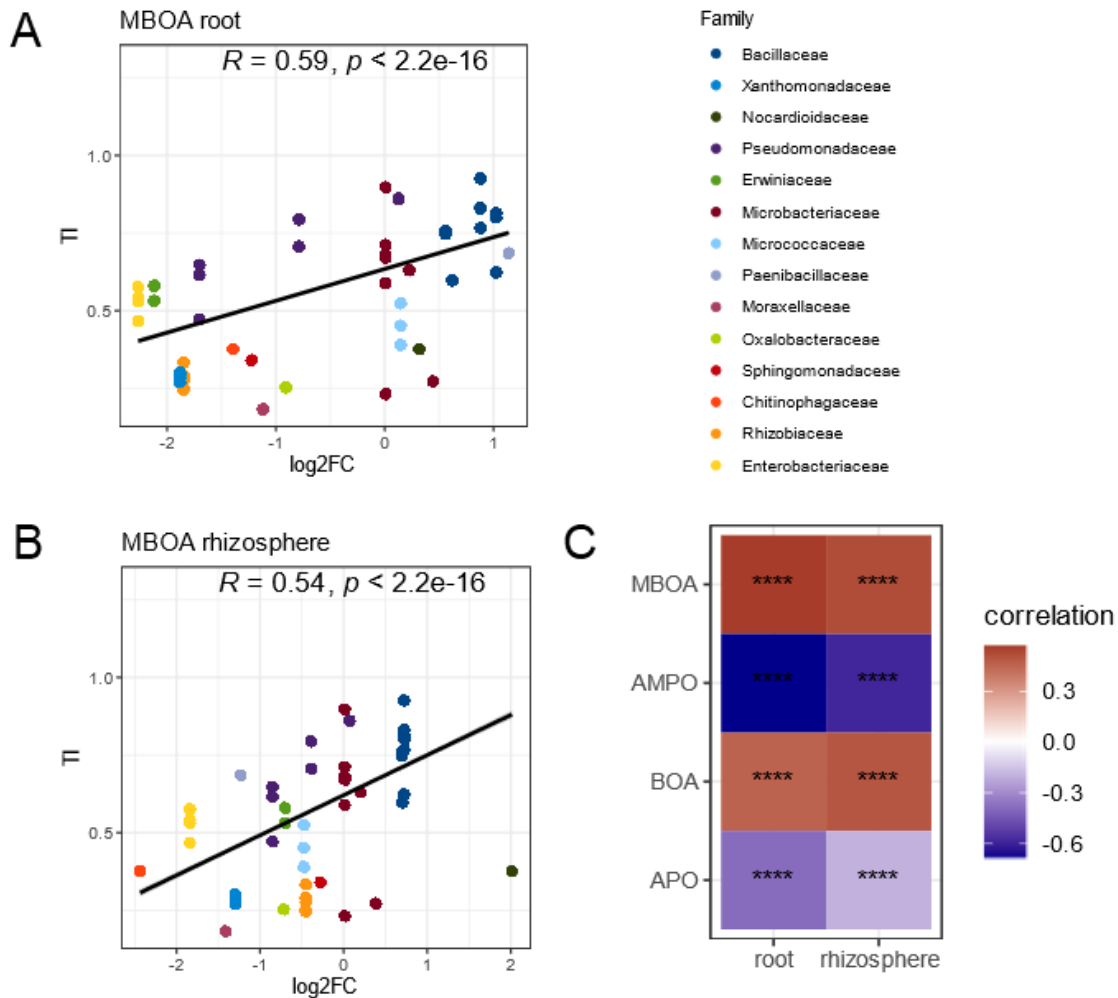 A
MBOA root
R = 0.59, p < 2.2e-16
1.0
0.5
TI
-2
-1
0
1
log2FC
Family
Bacillaceae
Xanthomonadaceae
Nocardioidaceae
Pseudomonadaceae
Erwiniaceae
Microbacteriaceae
Micrococcaceae
Paenibacillaceae
Moraxellaceae
Oxalobacteraceae
Sphingomonadaceae
Chitinophagaceae
Rhizobiaceae
Enterobacteriaceae
B
MBOA rhizosphere
R = 0.54, p < 2.2e-16
1.0
0.5
TI
-2
-1
0
1
2
log2FC
C
MBOA
**** ****
AMPO
**** ****
BOA
**** ****
APO
**** ****
root rhizosphere
correlation
0.3
0.0
-0.3
-0.6